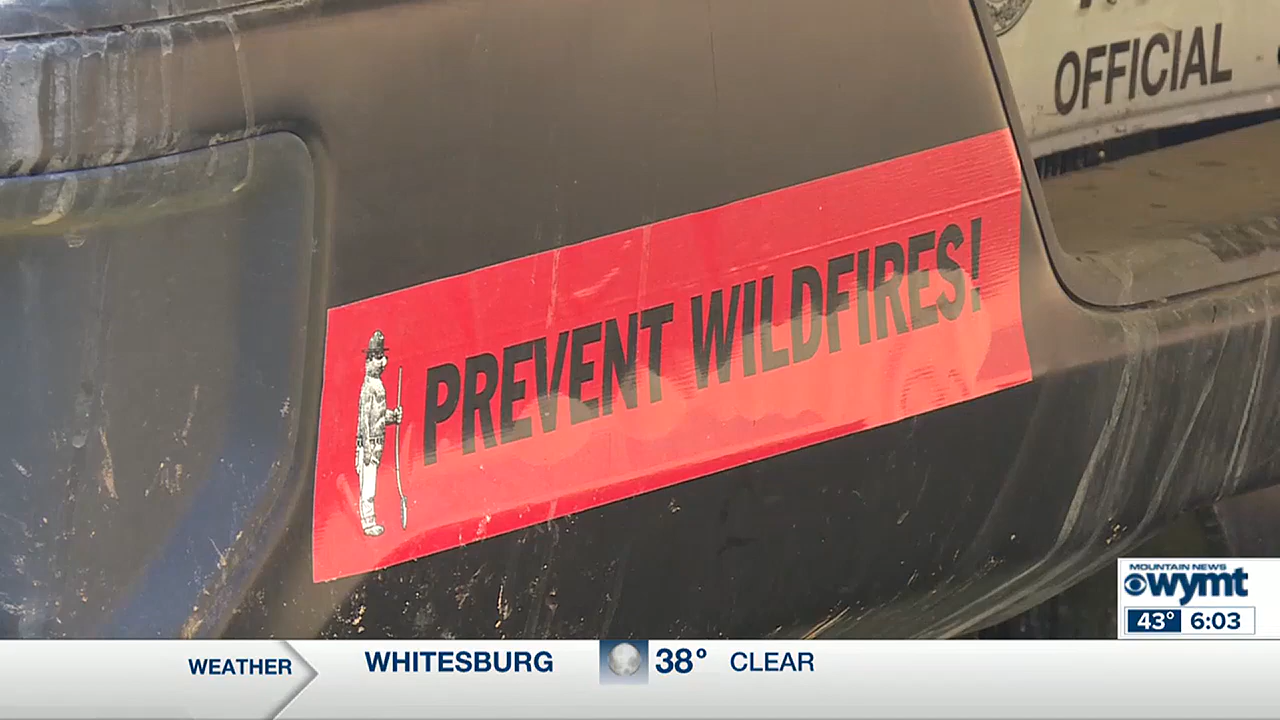 OFFICIAL
PREVENT WILDFIRES!
MOUNTAIN NEWS
wymt
43° 6:03
WEATHER WHITESBURG 38° CLEAR